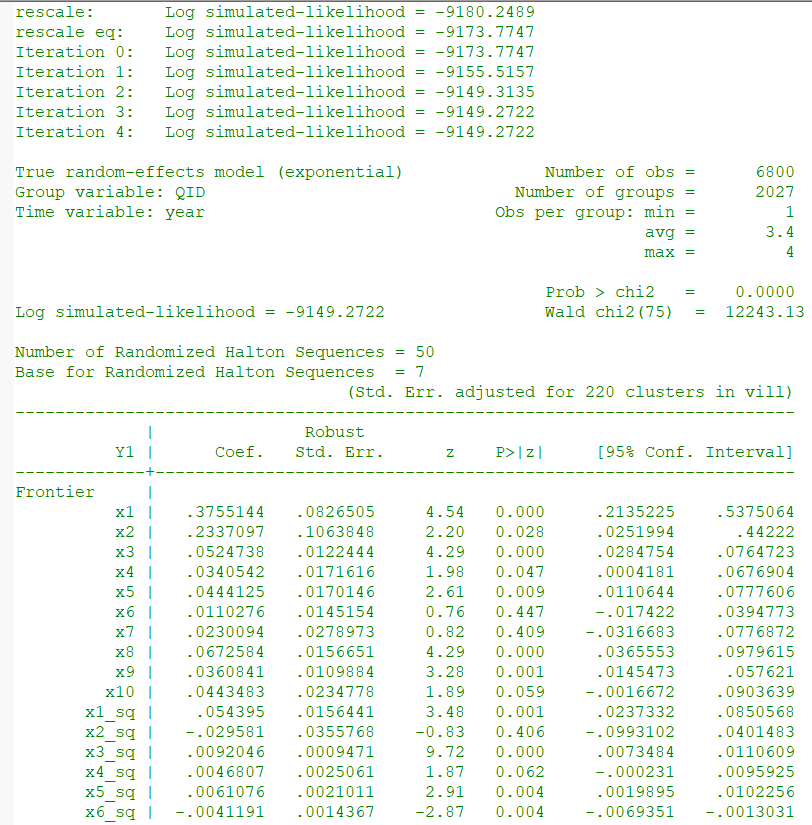 rescale:       Log simulated-likelihood = -9180.2489
rescale eq:    Log simulated-likelihood = -9173.7747
Iteration 0:   Log simulated-likelihood = -9173.7747
Iteration 1:   Log simulated-likelihood = -9155.5157
Iteration 2:   Log simulated-likelihood = -9149.3135
Iteration 3:   Log simulated-likelihood = -9149.2722
Iteration 4:   Log simulated-likelihood = -9149.2722
True random-effects model (exponential)              Number of obs =      6800
Group variable: QID                               Number of groups =      2027
Time variable: year                             Obs per group: min =         1
                                                               avg =       3.4
                                                               max =         4
                                                     Prob > chi2   =    0.0000
Log simulated-likelihood = -9149.2722                Wald chi2(75)  =  12243.13
Number of Randomized Halton Sequences = 50
Base for Randomized Halton Sequences  = 7
                                 (Std. Err. adjusted for 220 clusters in vill)
------------------------------------------------------------------------------
             |               Robust
          Y1 |      Coef.   Std. Err.      z    P>|z|     [95% Conf. Interval]
-------------+----------------------------------------------------------------
Frontier     |
          x1 |   .3755144   .0826505     4.54   0.000     .2135225    .5375064
          x2 |   .2337097   .1063848     2.20   0.028     .0251994      .44222
          x3 |   .0524738   .0122444     4.29   0.000     .0284754    .0764723
          x4 |   .0340542   .0171616     1.98   0.047     .0004181    .0676904
          x5 |   .0444125   .0170146     2.61   0.009     .0110644    .0777606
          x6 |   .0110276   .0145154     0.76   0.447     -.017422    .0394773
          x7 |   .0230094   .0278973     0.82   0.409    -.0316683    .0776872
          x8 |   .0672584   .0156651     4.29   0.000     .0365553    .0979615
          x9 |   .0360841   .0109884     3.28   0.001     .0145473     .057621
         x10 |   .0443483   .0234778     1.89   0.059    -.0016672    .0903639
       x1_sq |    .054395   .0156441     3.48   0.001     .0237332    .0850568
       x2_sq |   -.029581   .0355768    -0.83   0.406    -.0993102    .0401483
       x3_sq |   .0092046   .0009471     9.72   0.000     .0073484    .0110609
       x4_sq |   .0046807   .0025061     1.87   0.062     -.000231    .0095925
       x5_sq |   .0061076   .0021011     2.91   0.004     .0019895    .0102256
       x6_sq |  -.0041191   .0014367    -2.87   0.004    -.0069351   -.0013031